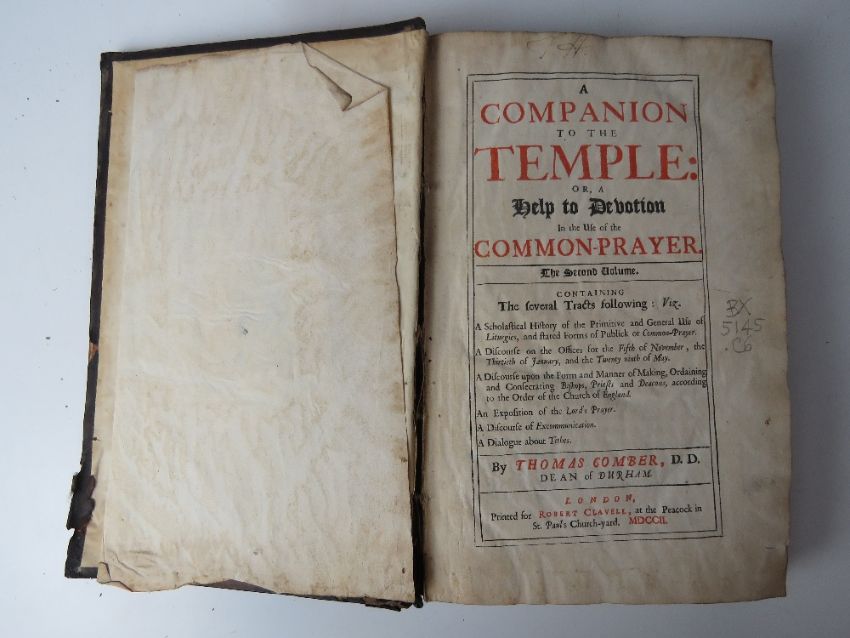 A
COMPANION
TO THE
TEMPLE:
OR, A
Help to Devotion
In the Use of the
COMMON-PRAYER.
The Second Volume.
CONTAINING
The several Tracts following: Viz.
A Scholastical History of the Primitive and General Use of
Liturgies, and stated Forms of Publick or Common-Prayer.
A Discourse on the Offices for the Fifth of November, the
Thirtieth of January, and the Twenty ninth of May.
A Discourse upon the Form and Manner of Making, Ordaining
and Consecrating Bishops, Priests and Deacons, according
to the Order of the Church of England.
An Exposition of the Lord's Prayer.
A Discourse of Excommunication.
A Dialogue about Tithes.
By THOMAS COMBER, D. D.
DEAN of DURHAM.
LONDON,
Printed for ROBERT CLAVELL, at the Peacock in
St. Paul's Church-yard. MDCCII.
BX
5145
.C6